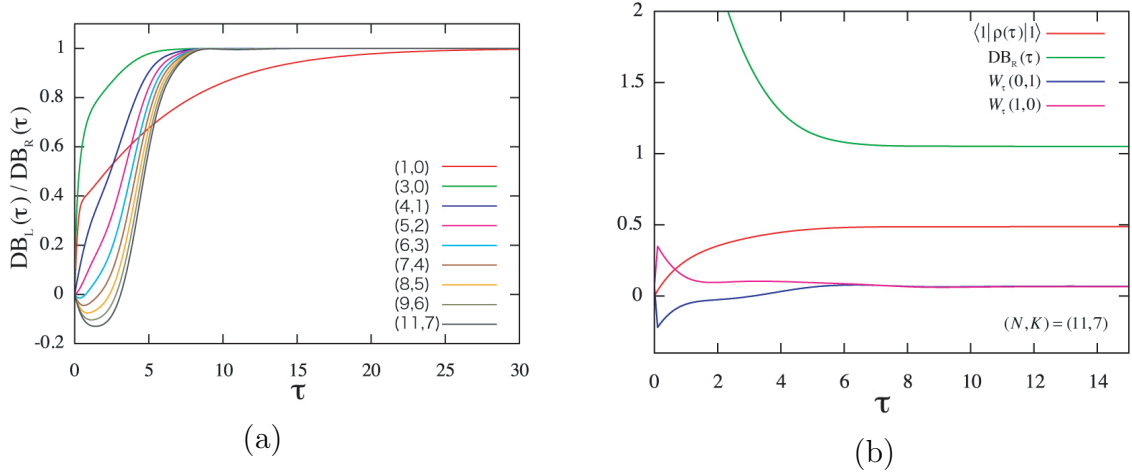 1
0.8
0.6
0.4
0.2
0
-0.2
DB_L(τ) / DB_R(τ)
(1,0)
(3,0)
(4,1)
(5,2)
(6,3)
(7,4)
(8,5)
(9,6)
(11,7)
0 5 10 15 20 25 30
τ
(a)
2
1.5
1
0.5
0
⟨1|ρ(τ)|1⟩
DB_R(τ)
W_τ(0,1)
W_τ(1,0)
(N,K) = (11,7)
0 2 4 6 8 10 12 14
τ
(b)